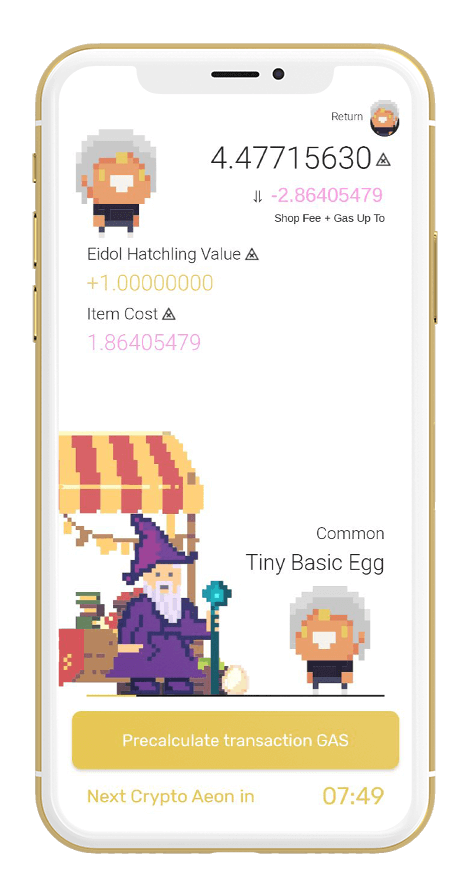 Return
4.47715630
⇊ -2.86405479
Shop Fee + Gas Up To
Eidol Hatchling Value
+1.00000000
Item Cost
1.86405479
Common
Tiny Basic Egg
Precalculate transaction GAS
Next Crypto Aeon in 07:49